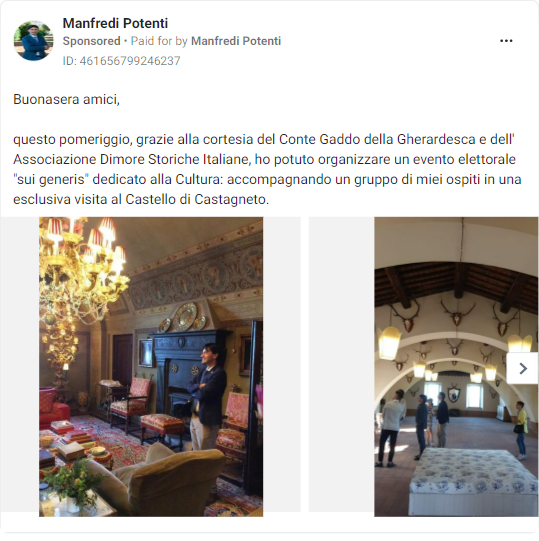 Manfredi Potenti
Sponsored • Paid for by Manfredi Potenti
ID: 461656799246237
Buonasera amici,
questo pomeriggio, grazie alla cortesia del Conte Gaddo della Gherardesca e dell'
Associazione Dimore Storiche Italiane, ho potuto organizzare un evento elettorale
"sui generis" dedicato alla Cultura: accompagnando un gruppo di miei ospiti in una
esclusiva visita al Castello di Castagneto.